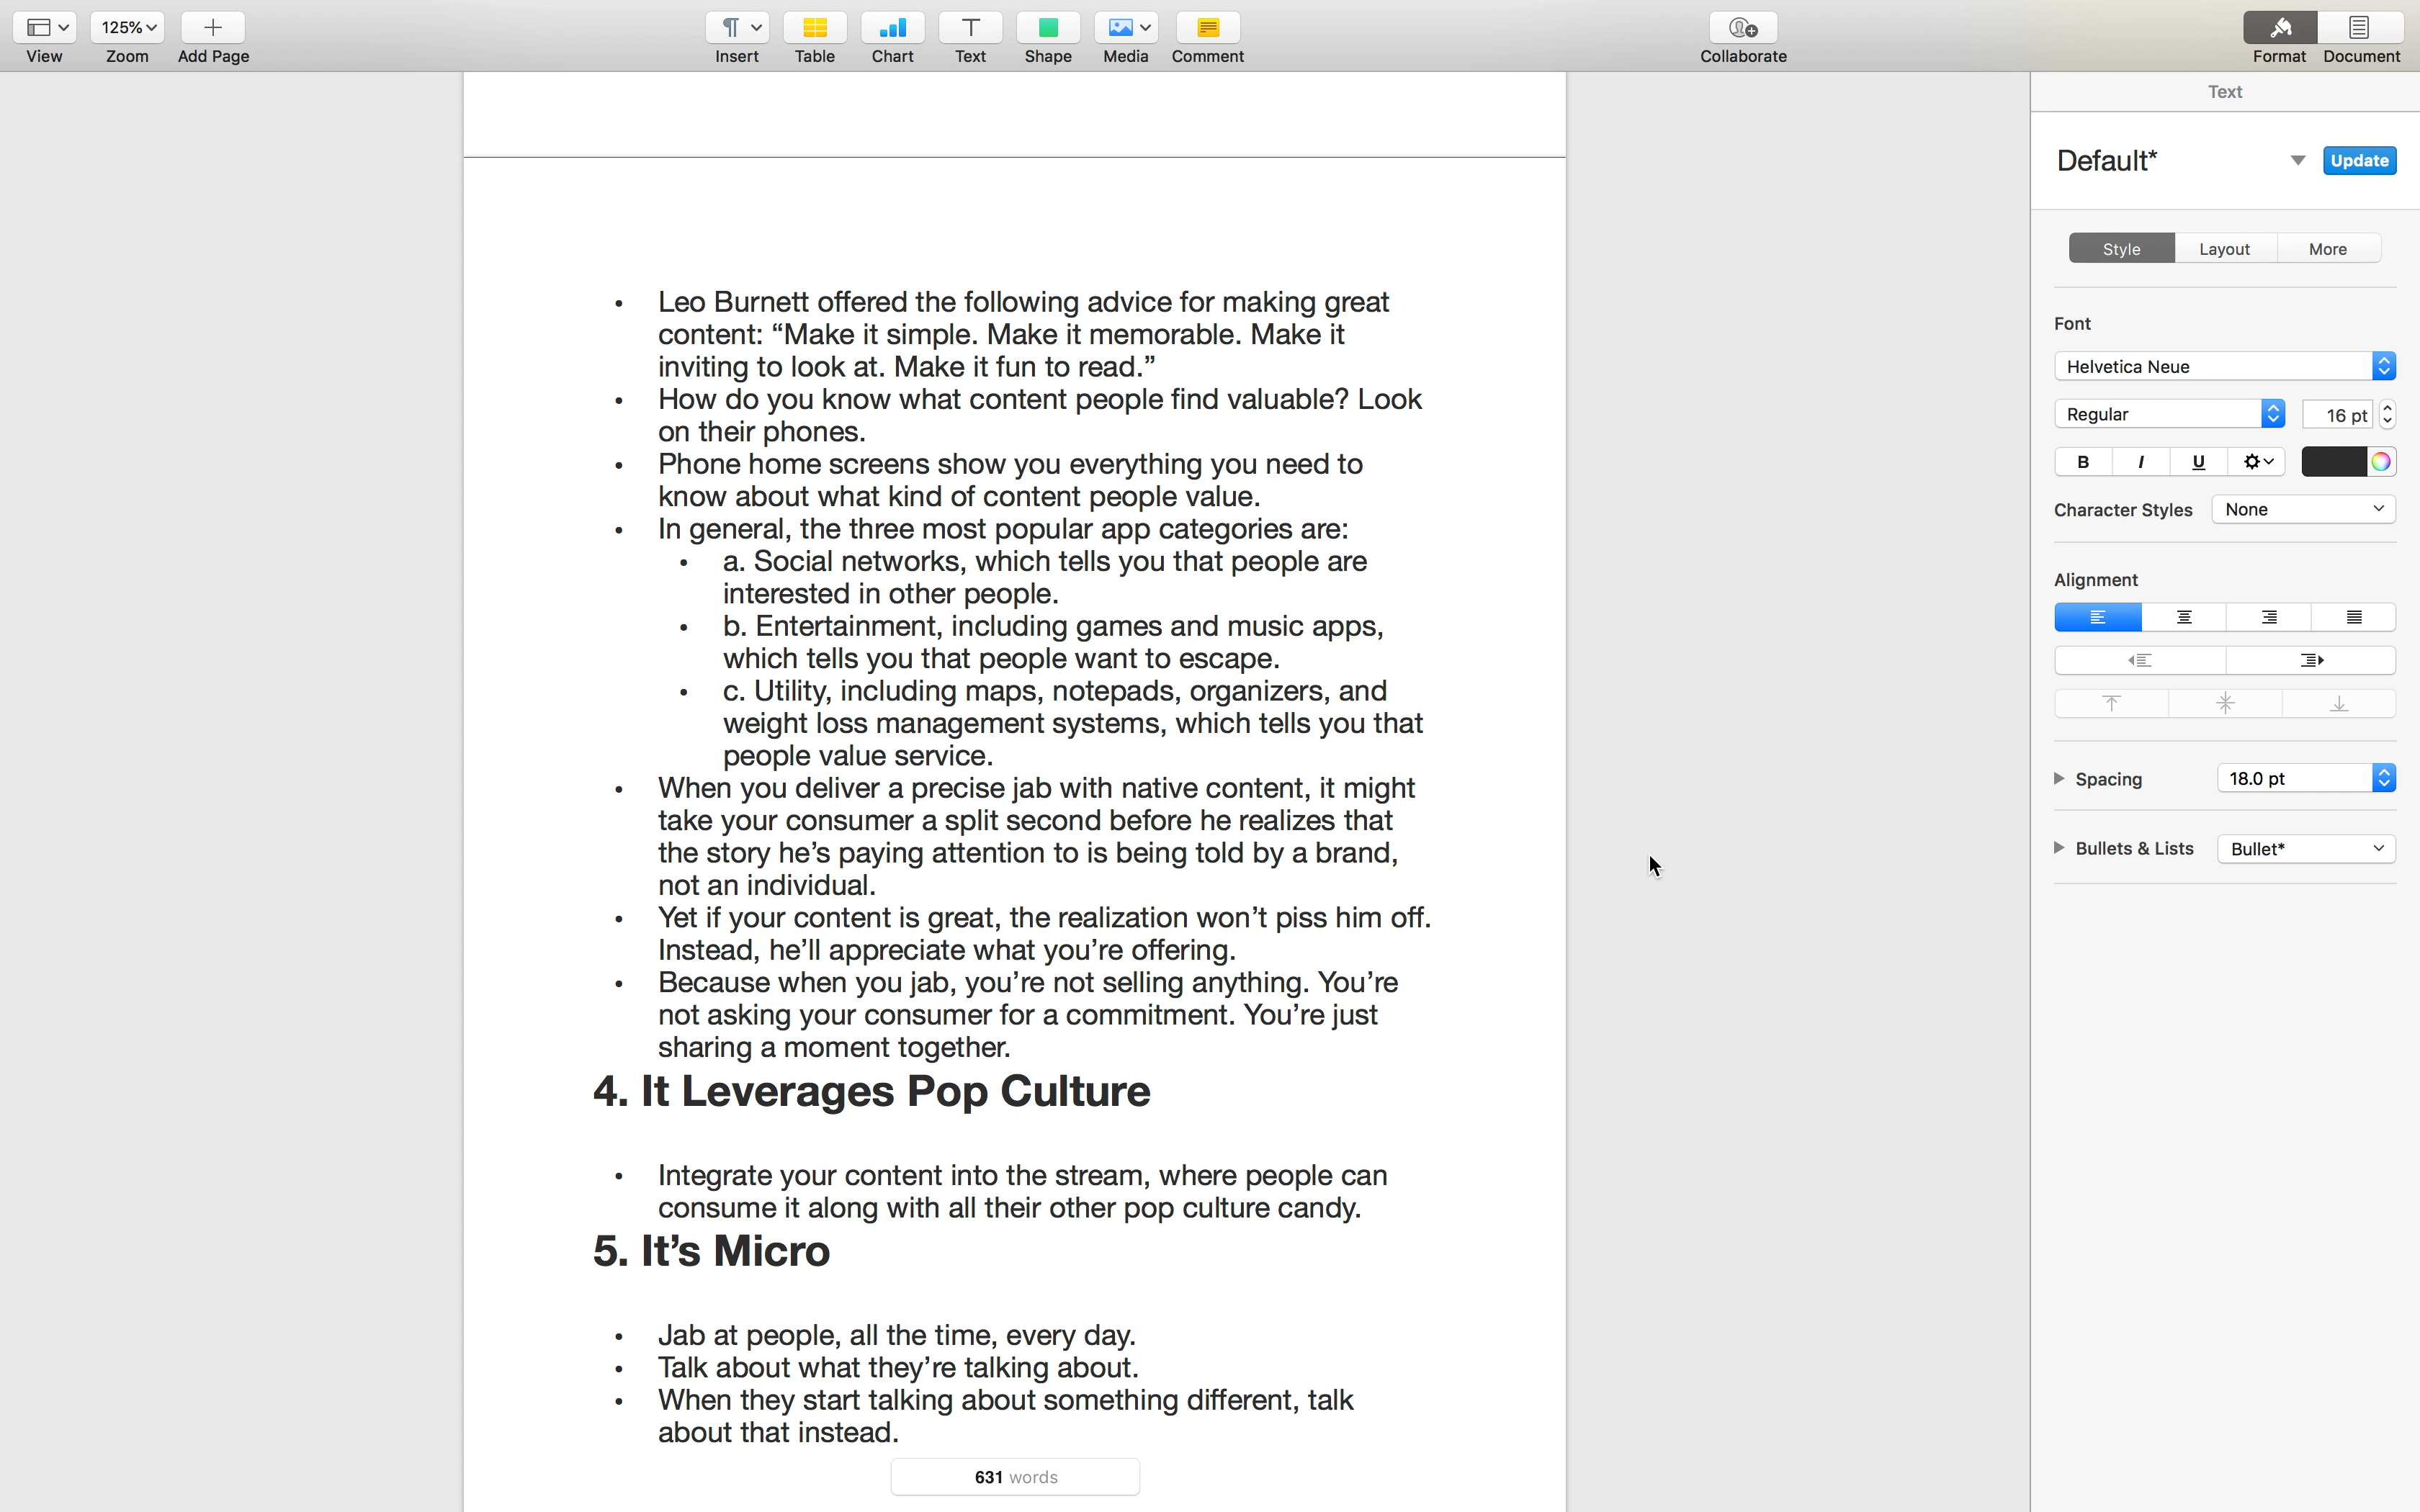 125%
View
Zoom
Add Page
Insert
Table
Chart
Text
Shape
Media
Comment
Collaborate
Format
Document
• Leo Burnett offered the following advice for making great
content: “Make it simple. Make it memorable. Make it
inviting to look at. Make it fun to read.”
• How do you know what content people find valuable? Look
on their phones.
• Phone home screens show you everything you need to
know about what kind of content people value.
• In general, the three most popular app categories are:
• a. Social networks, which tells you that people are
interested in other people.
• b. Entertainment, including games and music apps,
which tells you that people want to escape.
• c. Utility, including maps, notepads, organizers, and
weight loss management systems, which tells you that
people value service.
• When you deliver a precise jab with native content, it might
take your consumer a split second before he realizes that
the story he’s paying attention to is being told by a brand,
not an individual.
• Yet if your content is great, the realization won’t piss him off.
Instead, he’ll appreciate what you’re offering.
• Because when you jab, you’re not selling anything. You’re
not asking your consumer for a commitment. You’re just
sharing a moment together.
4. It Leverages Pop Culture
• Integrate your content into the stream, where people can
consume it along with all their other pop culture candy.
5. It’s Micro
• Jab at people, all the time, every day.
• Talk about what they’re talking about.
• When they start talking about something different, talk
about that instead.
631 words
Text
Default*
Update
Style
Layout
More
Font
Helvetica Neue
Regular
16 pt
B I U
Character Styles
None
Alignment
Spacing
18.0 pt
Bullets & Lists
Bullet*